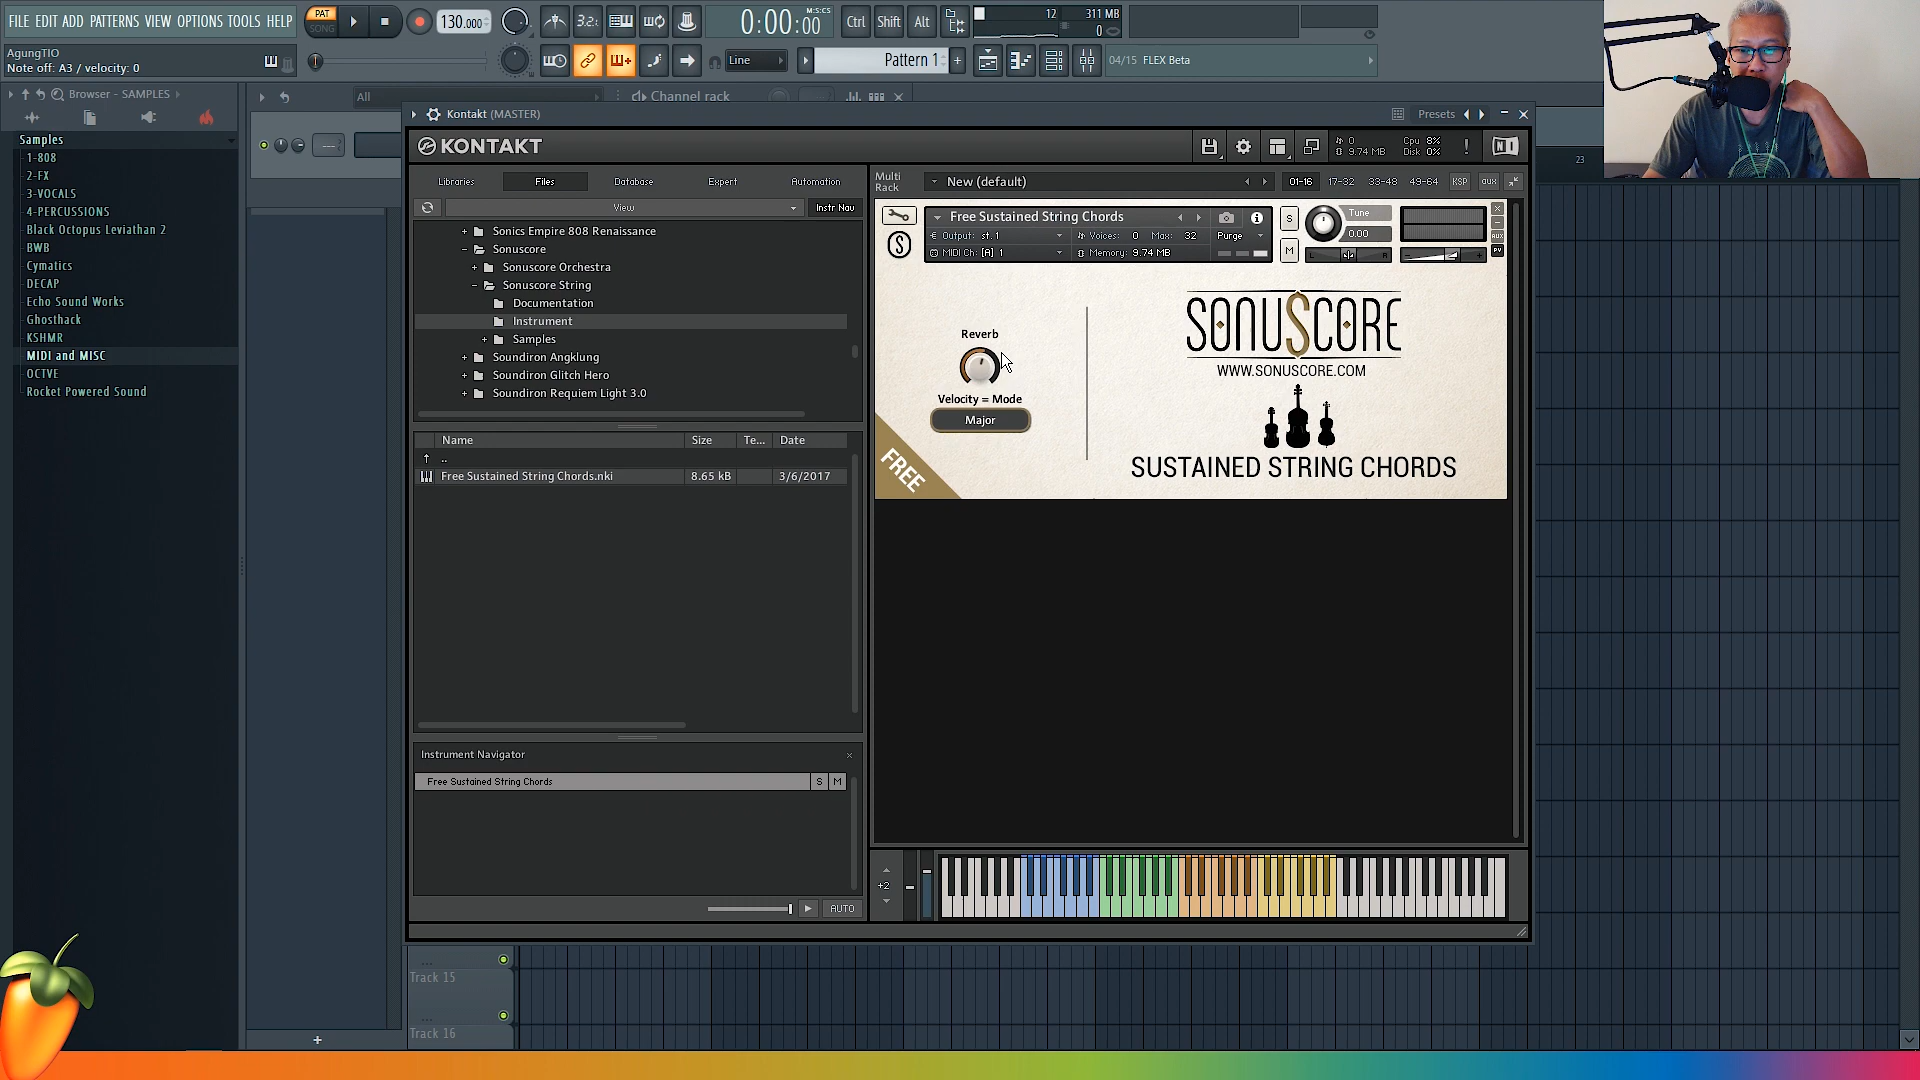 FILE EDIT ADD PATTERNS VIEW OPTIONS TOOLS HELP
PAT
SONG
130.000
3.2.
0:00:00
M:S:CS
Ctrl
Shift
Alt
12
311 MB
0
AgungTIO
Note off: A3 / velocity: 0
Line
Pattern 1
+
04/15 FLEX Beta
Browser - SAMPLES
All
Channel rack
Samples
1-808
2-FX
3-VOCALS
4-PERCUSSIONS
Black Octopus Leviathan 2
BWB
Cymatics
DECAP
Echo Sound Works
Ghosthack
KSHMR
MIDI and MISC
OCTVE
Rocket Powered Sound
Kontakt (MASTER)
Presets
KONTAKT
0
9.74 MB
Cpu 8%
Disk 0%
!
NI
Libraries
Files
Database
Expert
Automation
View
Instr Nav
Sonics Empire 808 Renaissance
Sonuscore
Sonuscore Orchestra
Sonuscore String
Documentation
Instrument
Samples
Soundiron Angklung
Soundiron Glitch Hero
Soundiron Requiem Light 3.0
Name
Size
Te...
Date
..
Free Sustained String Chords.nki
8.65 kB
3/6/2017
Instrument Navigator
Free Sustained String Chords
S
M
AUTO
Multi
Rack
New (default)
01-16
17-32
33-48
49-64
KSP
aux
Free Sustained String Chords
Output: st. 1
Voices: 0 Max: 32
Purge
MIDI Ch: [A] 1
Memory: 9.74 MB
S
M
Tune
0.00
L
R
AUX
PV
Reverb
Velocity = Mode
Major
FREE
SONUSCORE
WWW.SONUSCORE.COM
SUSTAINED STRING CHORDS
+2
23
Track 15
Track 16
+